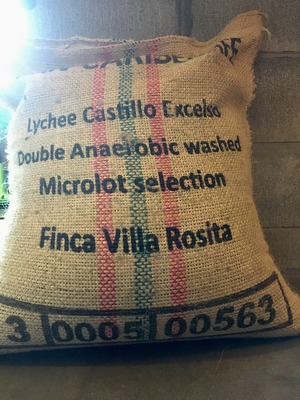 Lychee Castillo Excelso
Double Anaerobic washed
Microlot selection
Finca Villa Rosita
3 0005 00563